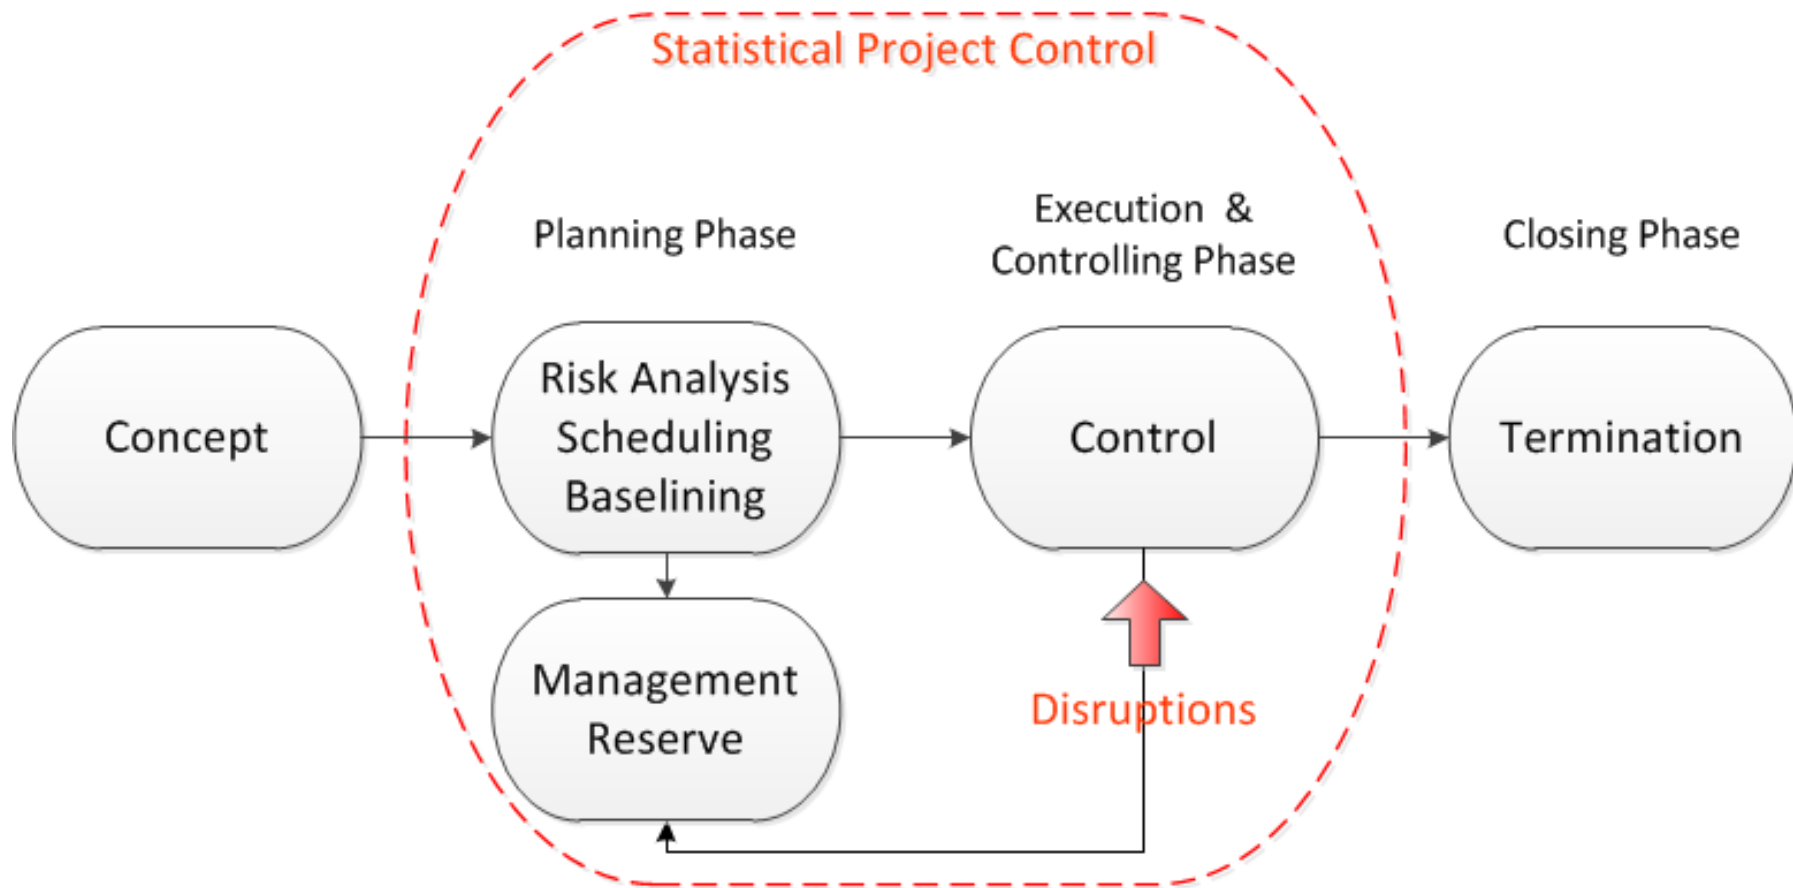 Statistical Project Control
Planning Phase
Execution &
Controlling Phase
Closing Phase
Concept
Risk Analysis
Scheduling
Baselining
Control
Termination
Management
Reserve
Disruptions